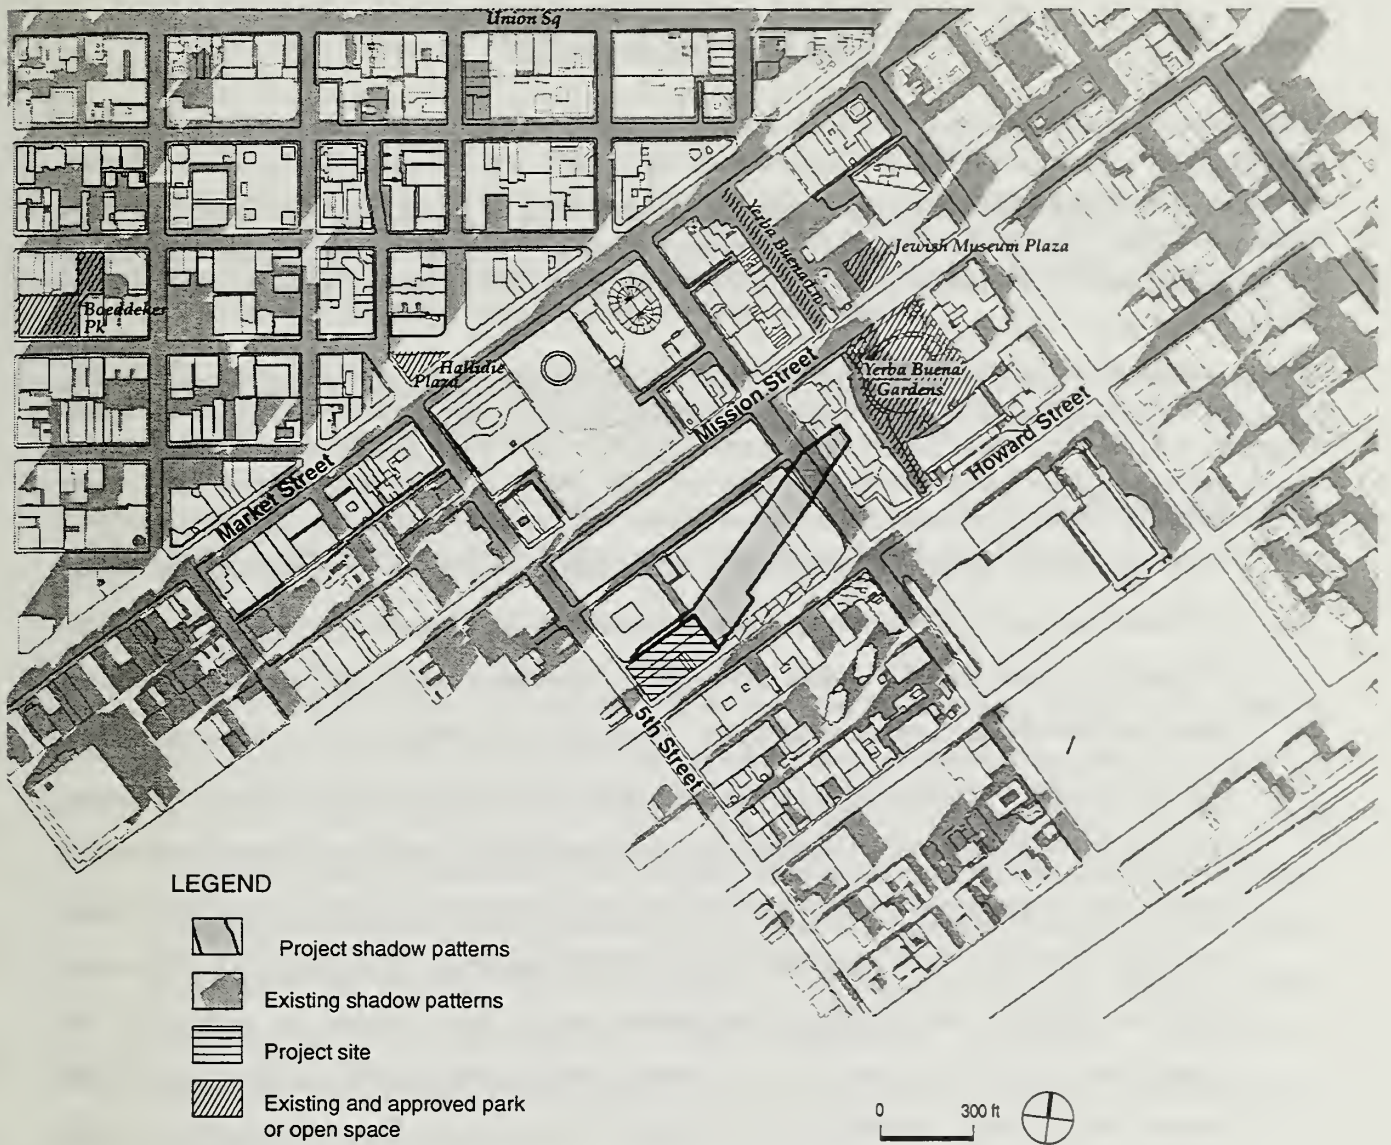 Union Sq
Yerba Buena Ln
Jewish Museum Plaza
Boeddeker
Pk
Hallidie
Plaza
Yerba Buena
Gardens
Mission Street
Howard Street
Market Street
5th Street
LEGEND
Project shadow patterns
Existing shadow patterns
Project site
Existing and approved park
or open space
0 300 ft